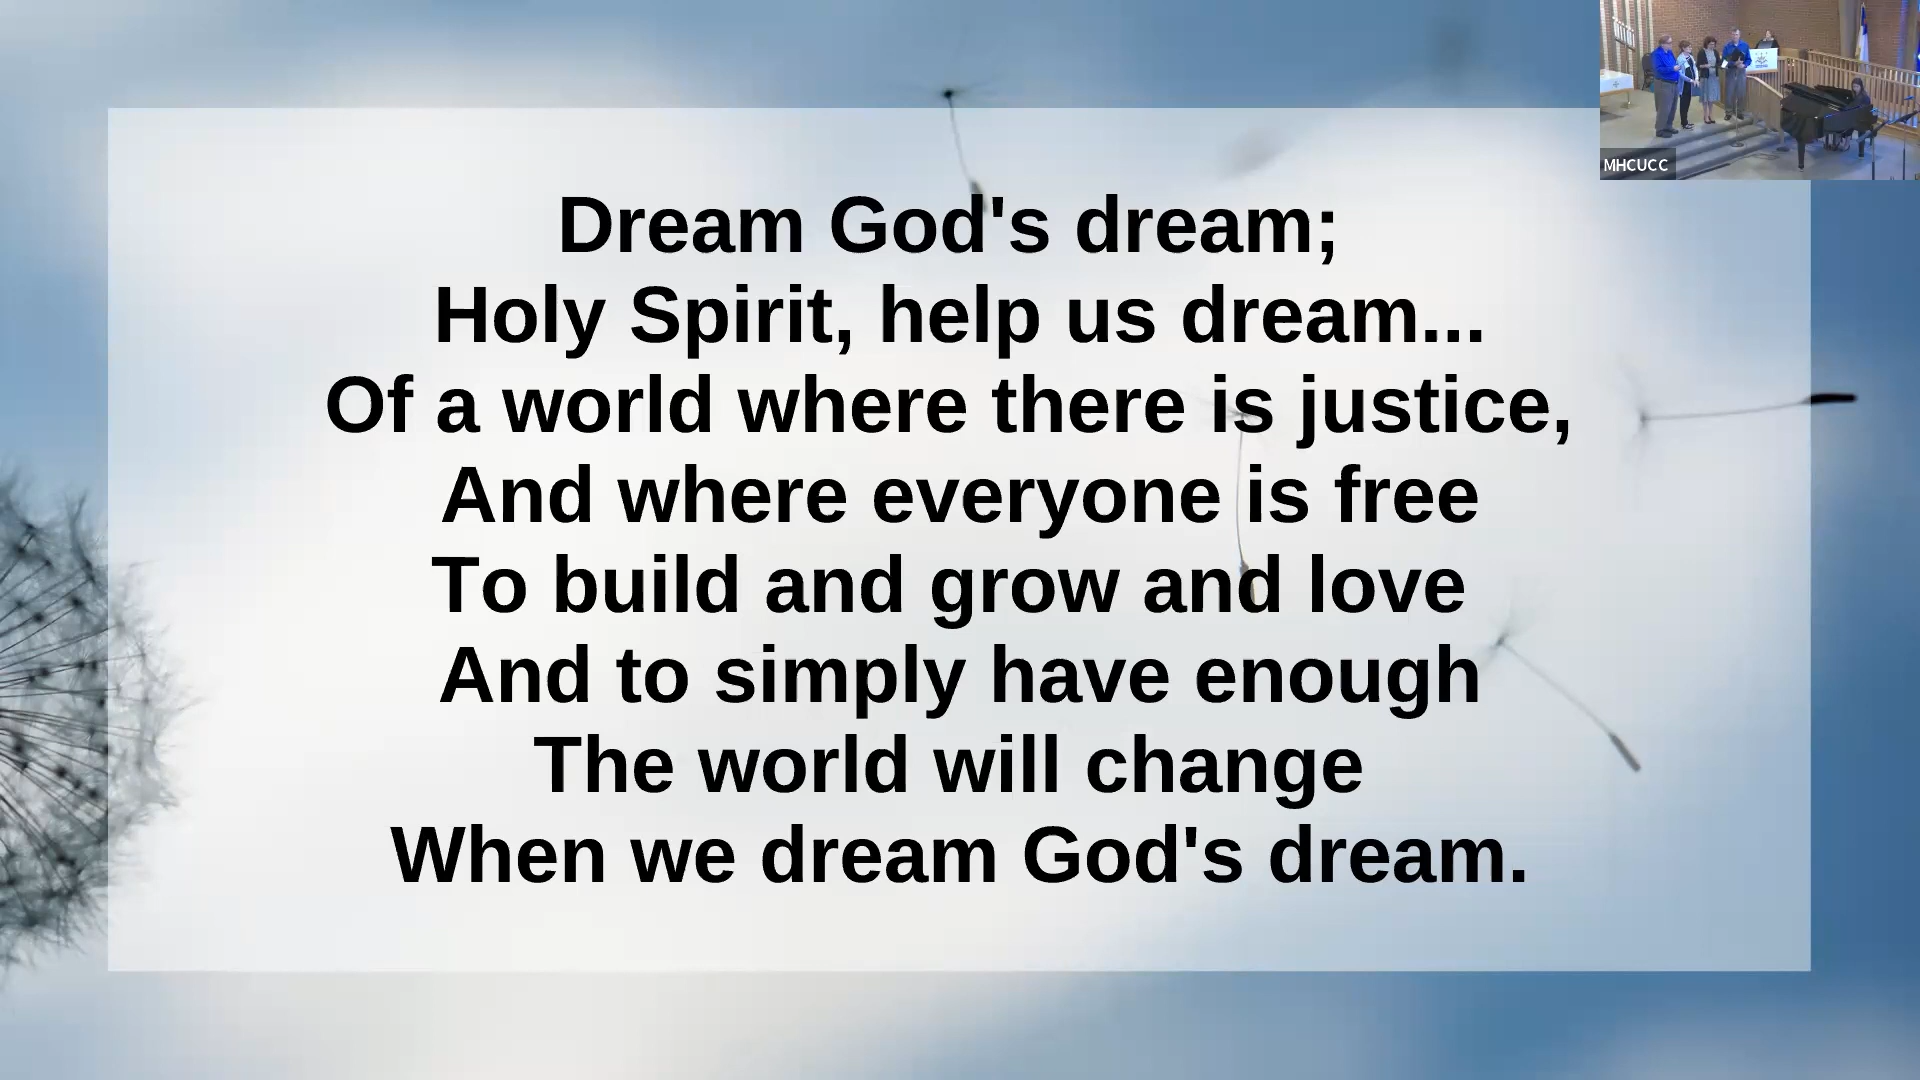 Dream God's dream;
Holy Spirit, help us dream...
Of a world where there is justice,
And where everyone is free
To build and grow and love
And to simply have enough
The world will change
When we dream God's dream.
MHCUCC